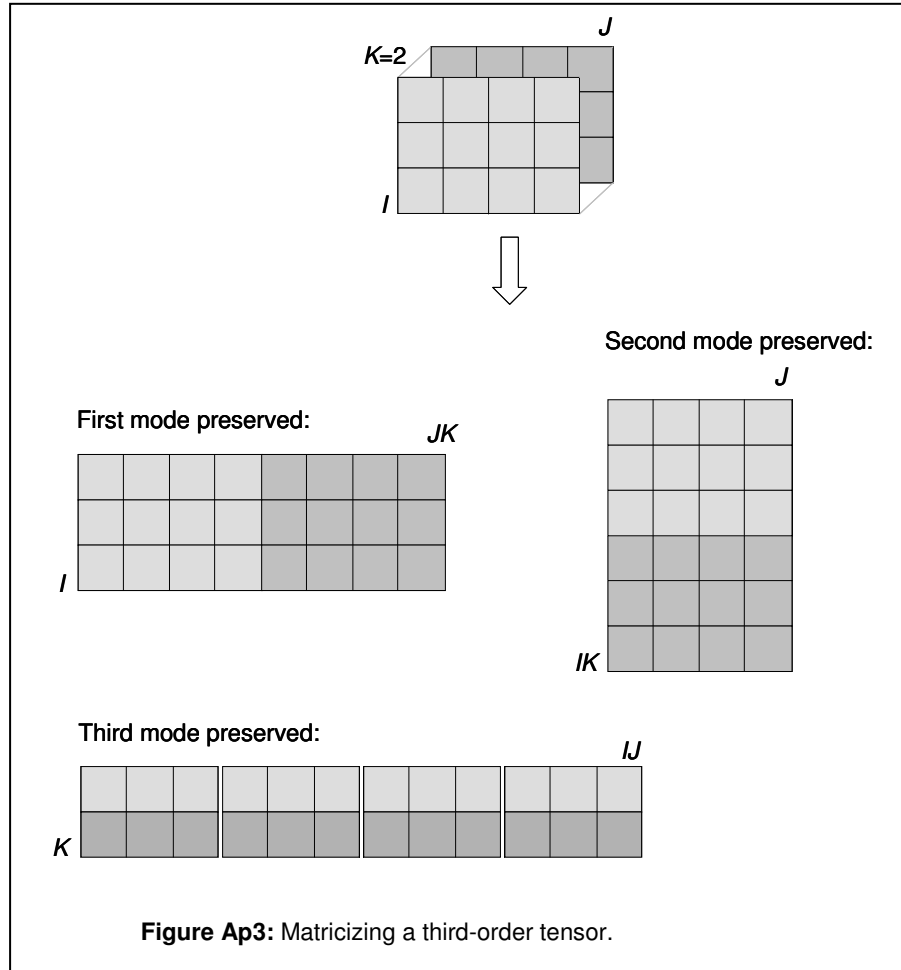 J
K=2
I
Second mode preserved:
J
First mode preserved:
JK
I
IK
Third mode preserved:
IJ
K
Figure Ap3: Matricizing a third-order tensor.